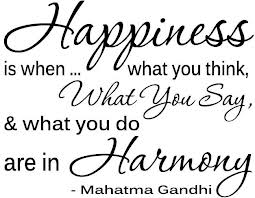 Happiness
is when ... what you think,
What You Say,
& what you do
are in Harmony
- Mahatma Gandhi